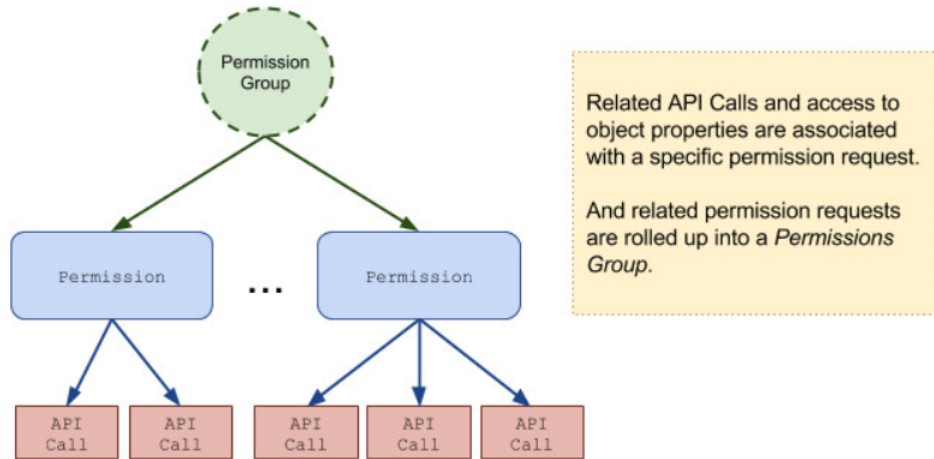 Permission
Group
Related API Calls and access to
object properties are associated
with a specific permission request.
And related permission requests
are rolled up into a Permissions
Group.
Permission
...
Permission
API
Call
API
Call
API
Call
API
Call
API
Call